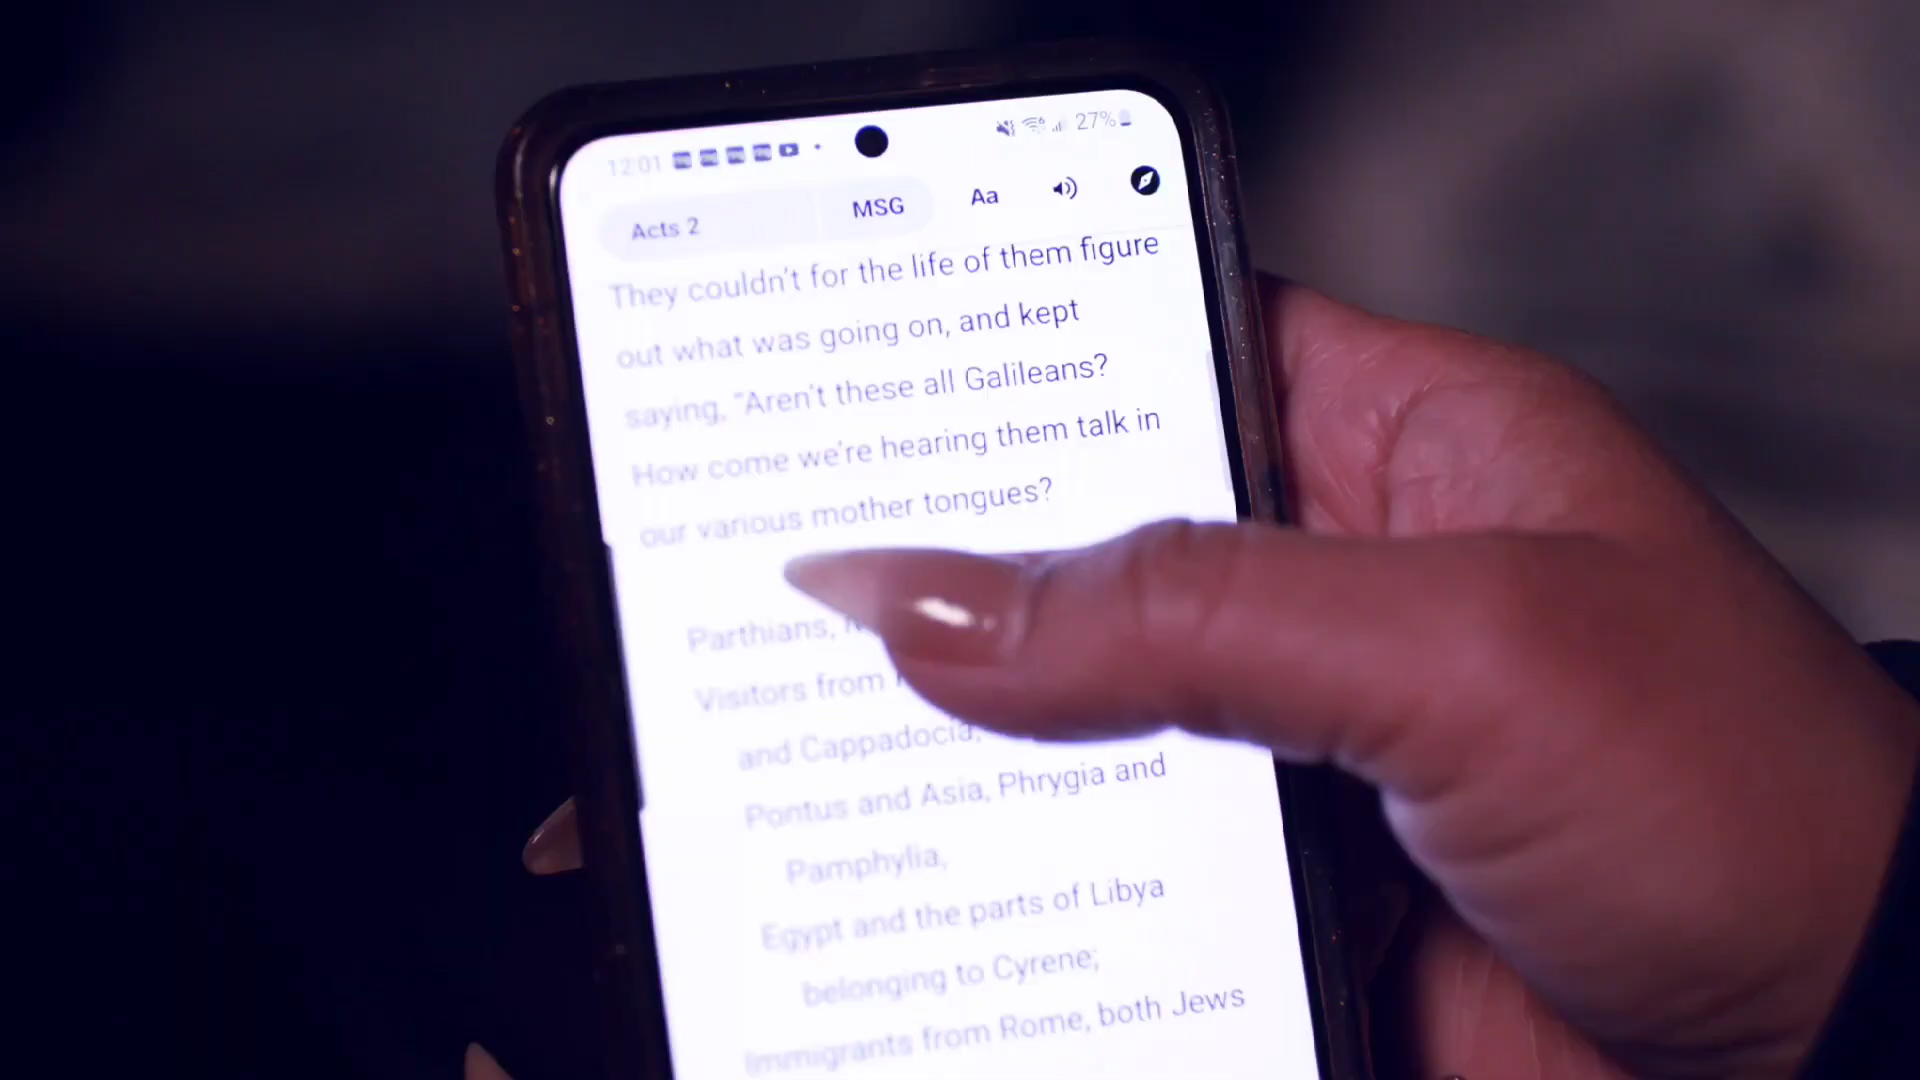 12:01 27%
Acts 2 MSG Aa
They couldn't for the life of them figure
out what was going on, and kept
saying, "Aren't these all Galileans?
How come we're hearing them talk in
our various mother tongues?
Parthians,
Visitors from
and Cappadocia,
Pontus and Asia, Phrygia and
Pamphylia,
Egypt and the parts of Libya
belonging to Cyrene;
Immigrants from Rome, both Jews